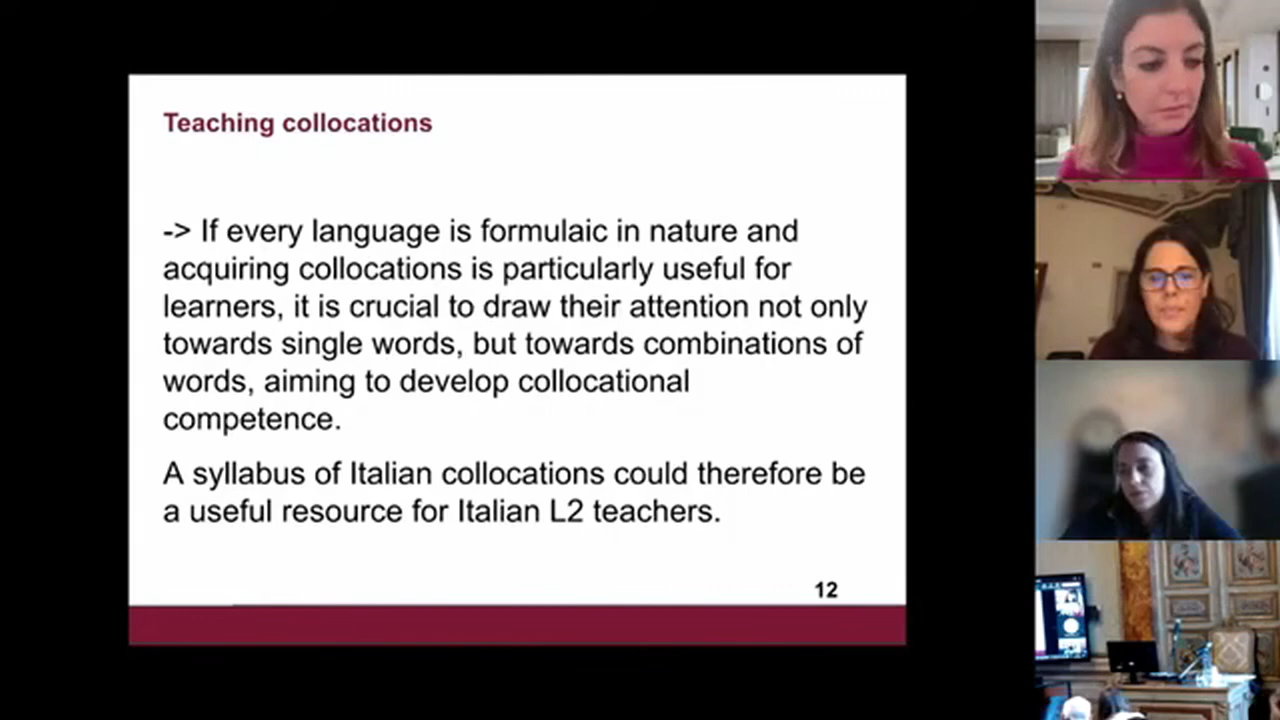 Teaching collocations
-> If every language is formulaic in nature and
acquiring collocations is particularly useful for
learners, it is crucial to draw their attention not only
towards single words, but towards combinations of
words, aiming to develop collocational
competence.
A syllabus of Italian collocations could therefore be
a useful resource for Italian L2 teachers.
12